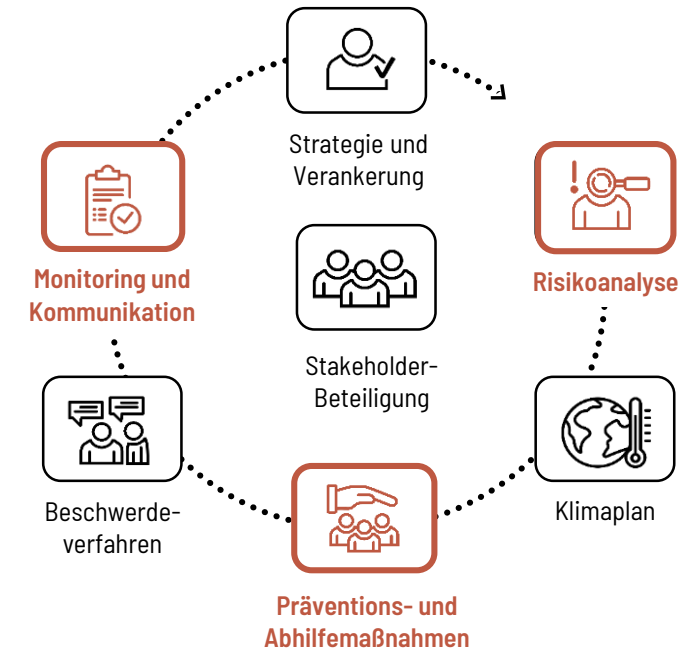 Strategie und
Verankerung
Risikoanalyse
Monitoring und
Kommunikation
Stakeholder-
Beteiligung
Klimaplan
Beschwerde-
verfahren
Präventions- und
Abhilfemaßnahmen